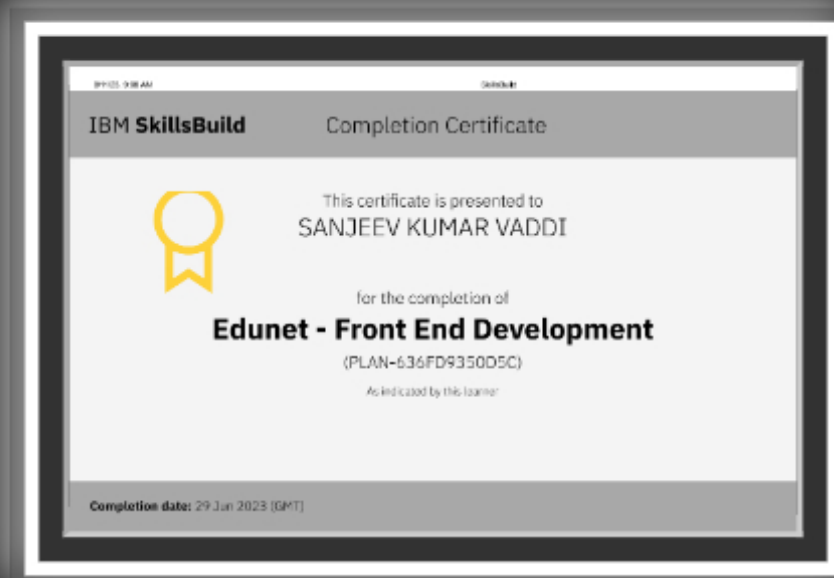 SkillsBuild
IBM SkillsBuild Completion Certificate
This certificate is presented to
SANJEEV KUMAR VADDI
for the completion of
Edunet - Front End Development
(PLAN-636FD9350D5C)
As indicated by this learner
Completion date: 29 Jun 2023 (GMT)